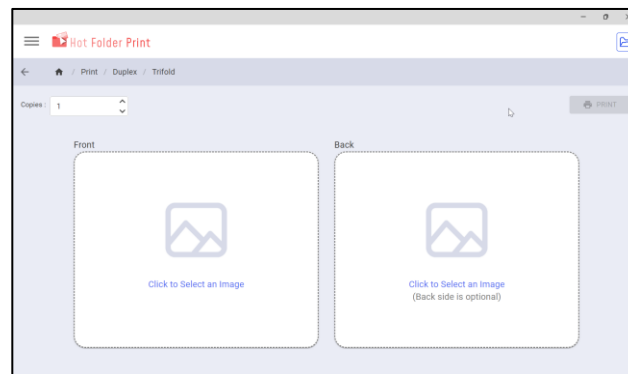 Hot Folder Print
/ Print / Duplex / Trifold
Copies : 1
PRINT
Front
Back
Click to Select an Image
Click to Select an Image
(Back side is optional)